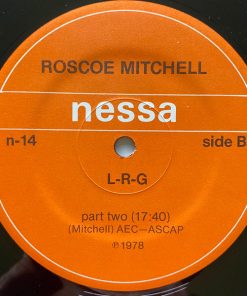 ROSCOE MITCHELL
nessa
n-14 side B
L-R-G
part two (17:40)
(Mitchell) AEC—ASCAP
℗ 1978